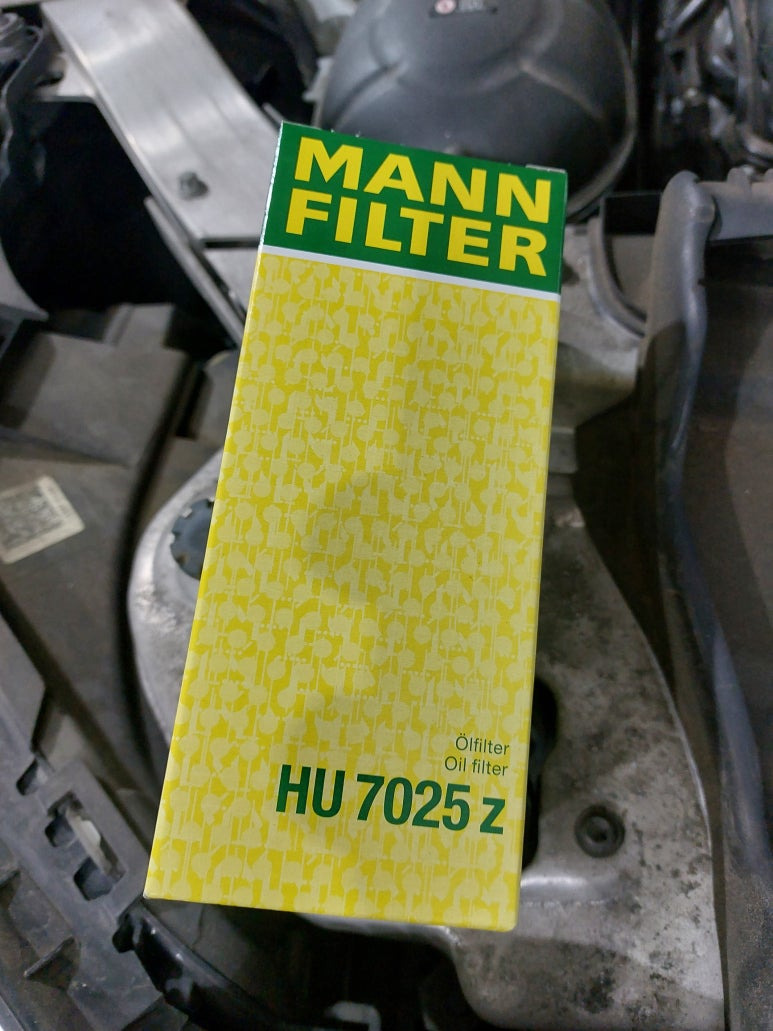 MANN
FILTER
Ölfilter
Oil filter
HU 7025 z